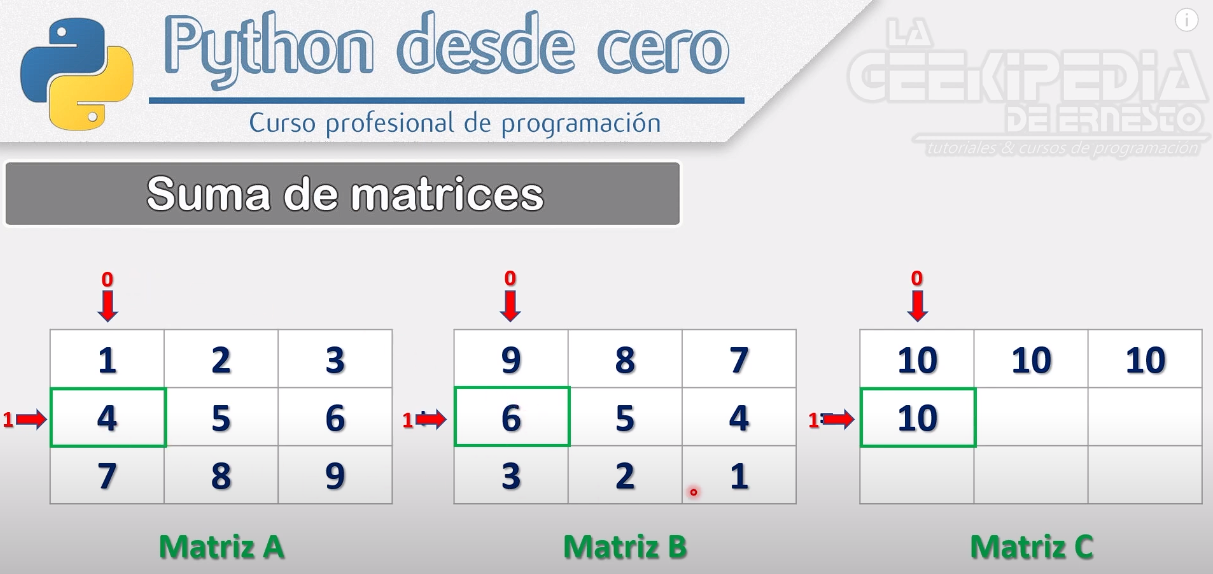 Python desde cero
Curso profesional de programación
i
LA
GEEKIPEDIA
DE ERNESTO
tutoriales & cursos de programacion
Suma de matrices
0 0 0
1 2 3 9 8 7 10 10 10
1 4 5 6 1 + 6 5 4 1 = 10
7 8 9 3 2 1
Matriz A Matriz B Matriz C